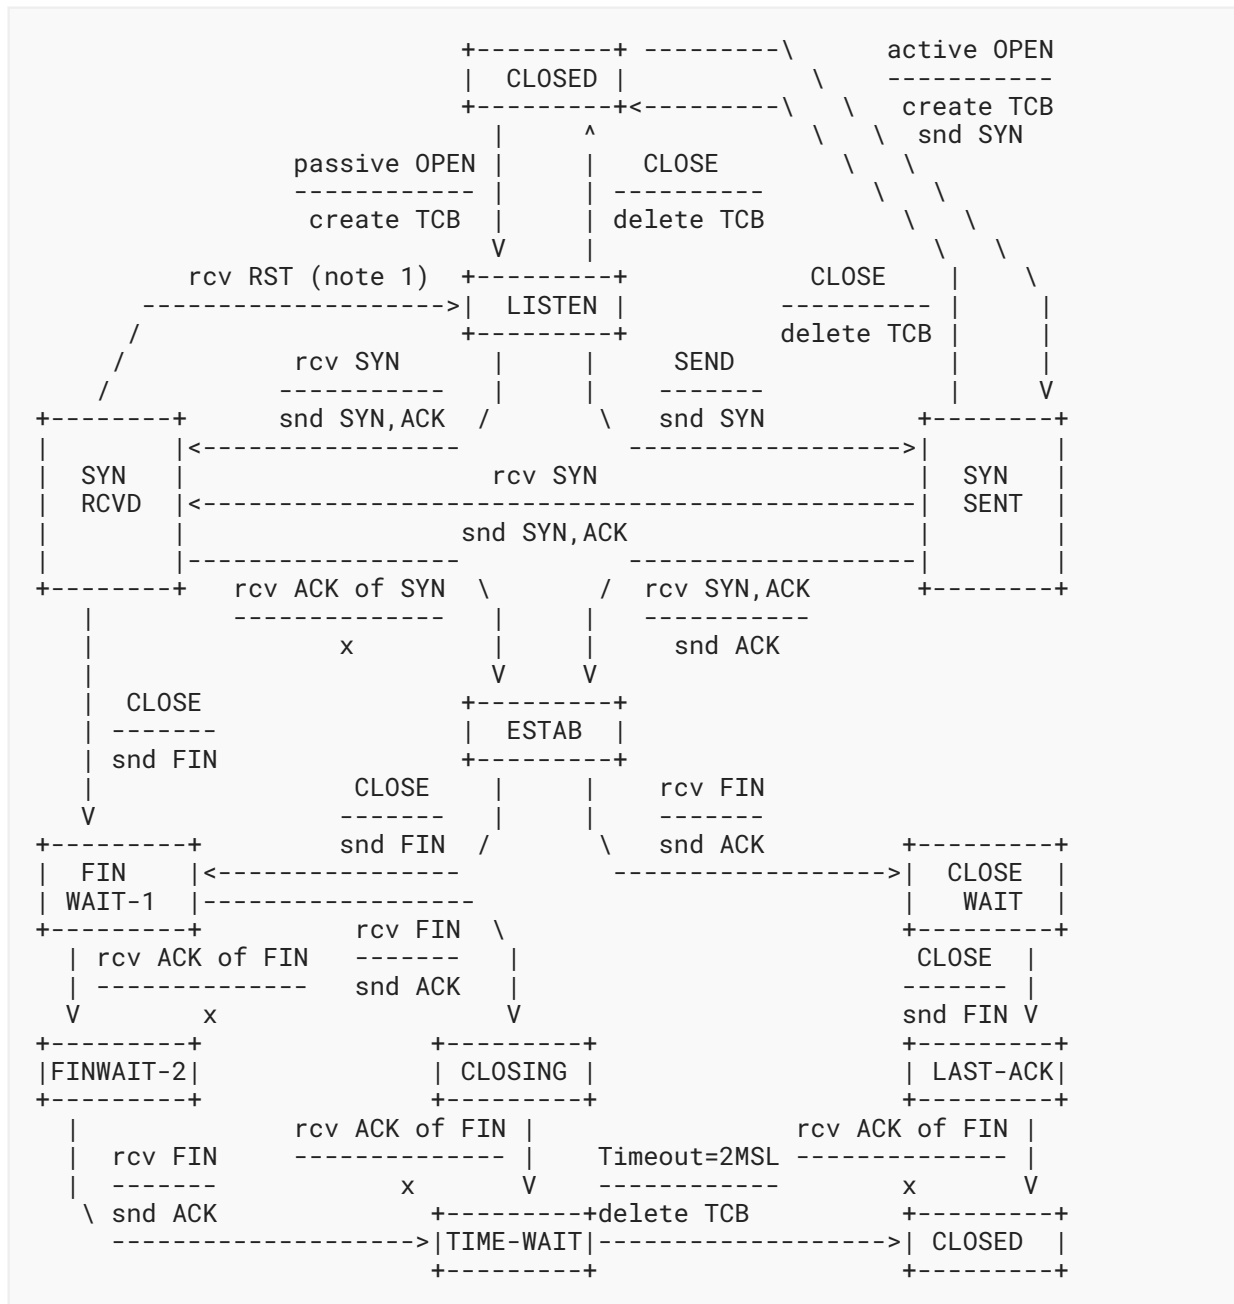 +---------+ ---------\      active OPEN
                            |  CLOSED |            \    -----------
                            +---------+<---------\   \   create TCB
                              |     ^              \   \  snd SYN
                 passive OPEN |     |   CLOSE        \   \
                 ------------ |     | ----------       \   \
                  create TCB  |     | delete TCB         \   \
                              V     |                      \   \
          rcv RST (note 1)  +---------+            CLOSE    |    \
       -------------------->|  LISTEN |          ---------- |     |
      /                     +---------+          delete TCB |     |
     /           rcv SYN      |     |     SEND              |     |
    /           -----------   |     |    -------            |     V
+--------+      snd SYN,ACK  /       \   snd SYN          +--------+
|        |<-----------------           ------------------>|        |
|  SYN   |                    rcv SYN                     |  SYN   |
|  RCVD  |<-----------------------------------------------|  SENT  |
|        |                  snd SYN,ACK                   |        |
|        |------------------           -------------------|        |
+--------+   rcv ACK of SYN  \       /  rcv SYN,ACK       +--------+
   |         --------------   |     |   -----------
   |                x         |     |     snd ACK
   |                          V     V
   |  CLOSE                 +---------+
   | -------                |  ESTAB  |
   | snd FIN                +---------+
   |                 CLOSE    |     |    rcv FIN
   V                -------   |     |    -------
+---------+         snd FIN  /       \   snd ACK         +---------+
|  FIN    |<----------------          ------------------>|  CLOSE  |
| WAIT-1  |------------------                            |   WAIT  |
+---------+          rcv FIN  \                          +---------+
  | rcv ACK of FIN   -------   |                          CLOSE  |
  | --------------   snd ACK   |                         ------- |
  V        x                   V                         snd FIN V
+---------+               +---------+                    +---------+
|FINWAIT-2|               | CLOSING |                    | LAST-ACK|
+---------+               +---------+                    +---------+
  |              rcv ACK of FIN |                 rcv ACK of FIN |
  |  rcv FIN     -------------- |    Timeout=2MSL -------------- |
  |  -------            x       V    ------------        x       V
   \ snd ACK              +---------+delete TCB          +---------+
     -------------------->|TIME-WAIT|------------------->| CLOSED  |
                          +---------+                    +---------+